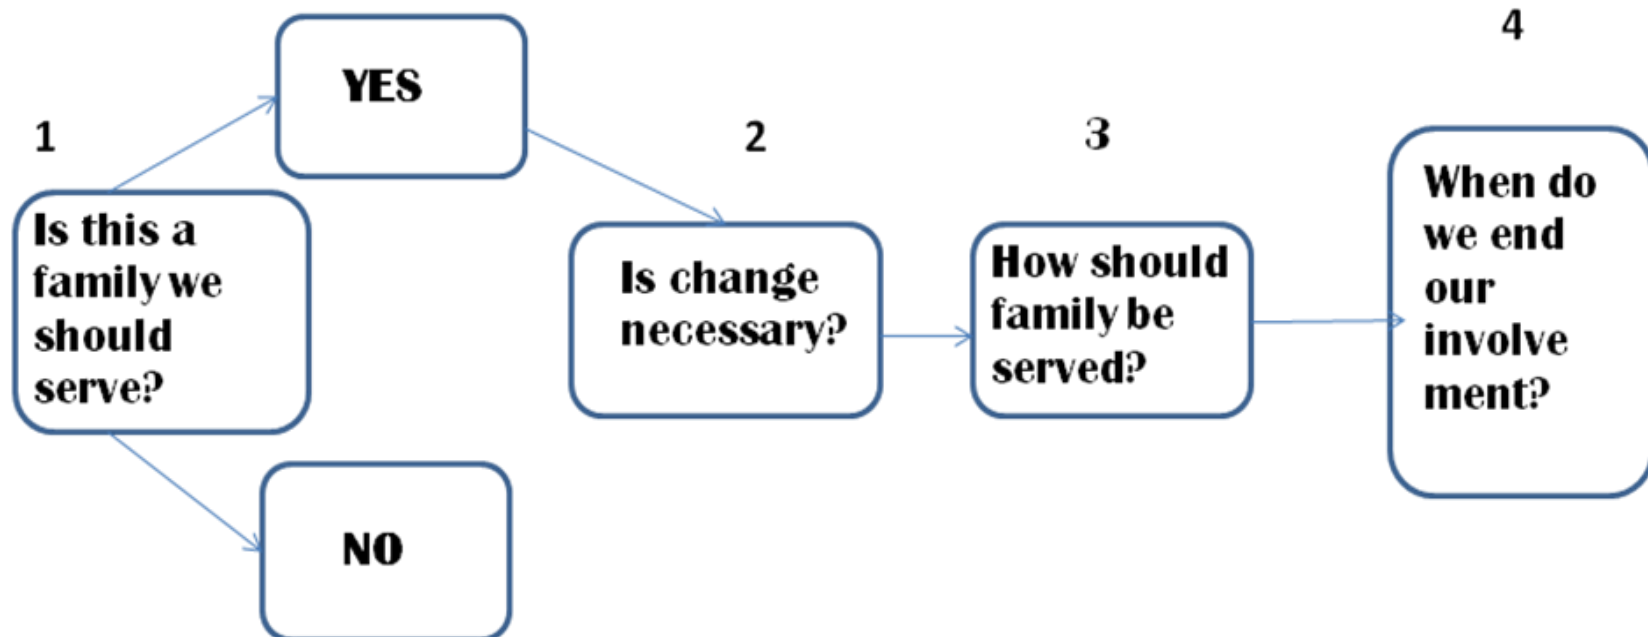 1
Is this a
family we
should
serve?
YES
NO
2
Is change
necessary?
3
How should
family be
served?
4
When do
we end
our
involve
ment?